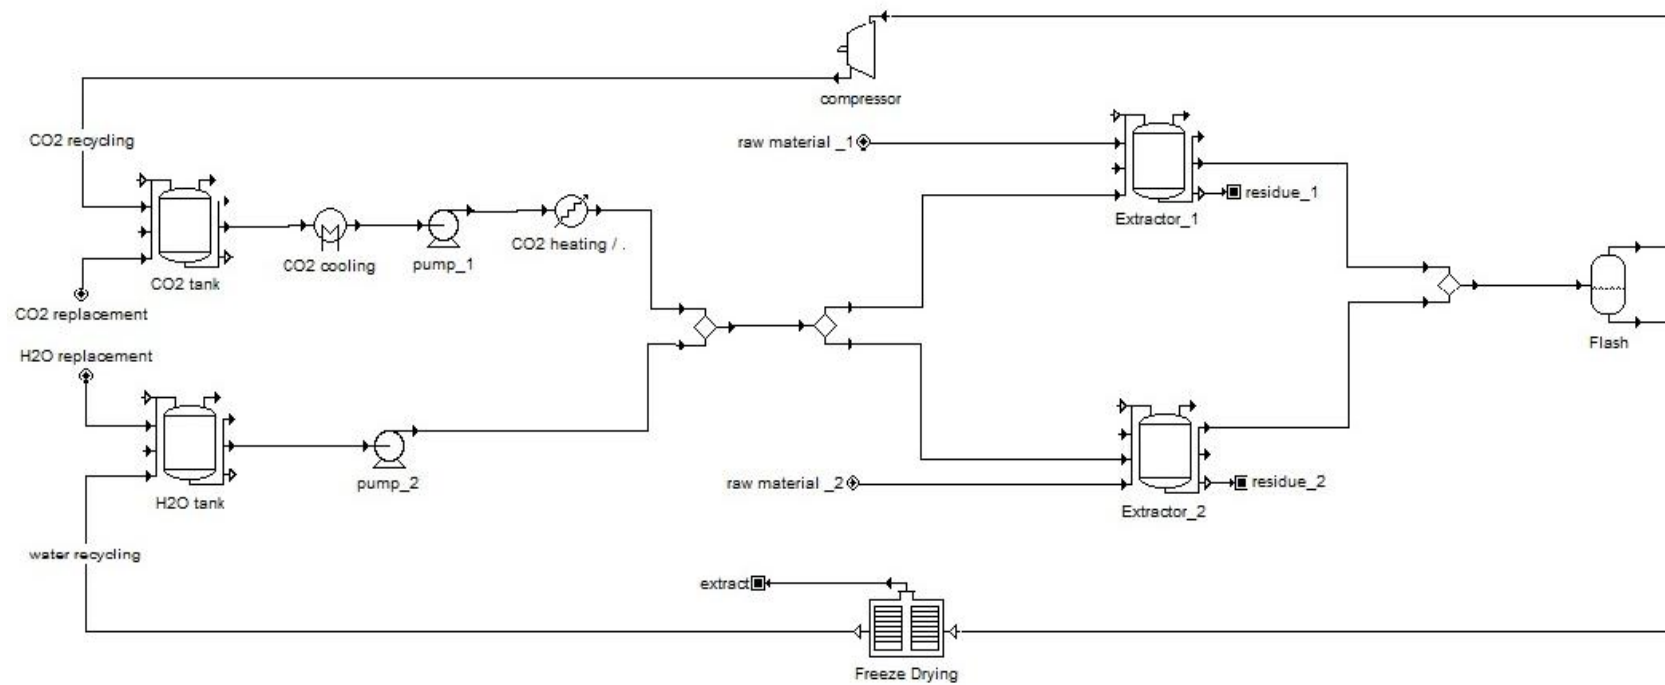 compressor
CO2 recycling
raw material _1
residue_1
Extractor_1
CO2 heating / .
CO2 cooling
pump_1
CO2 tank
CO2 replacement
H2O replacement
Flash
pump_2
raw material _2
residue_2
H2O tank
Extractor_2
water recycling
extract
Freeze Drying